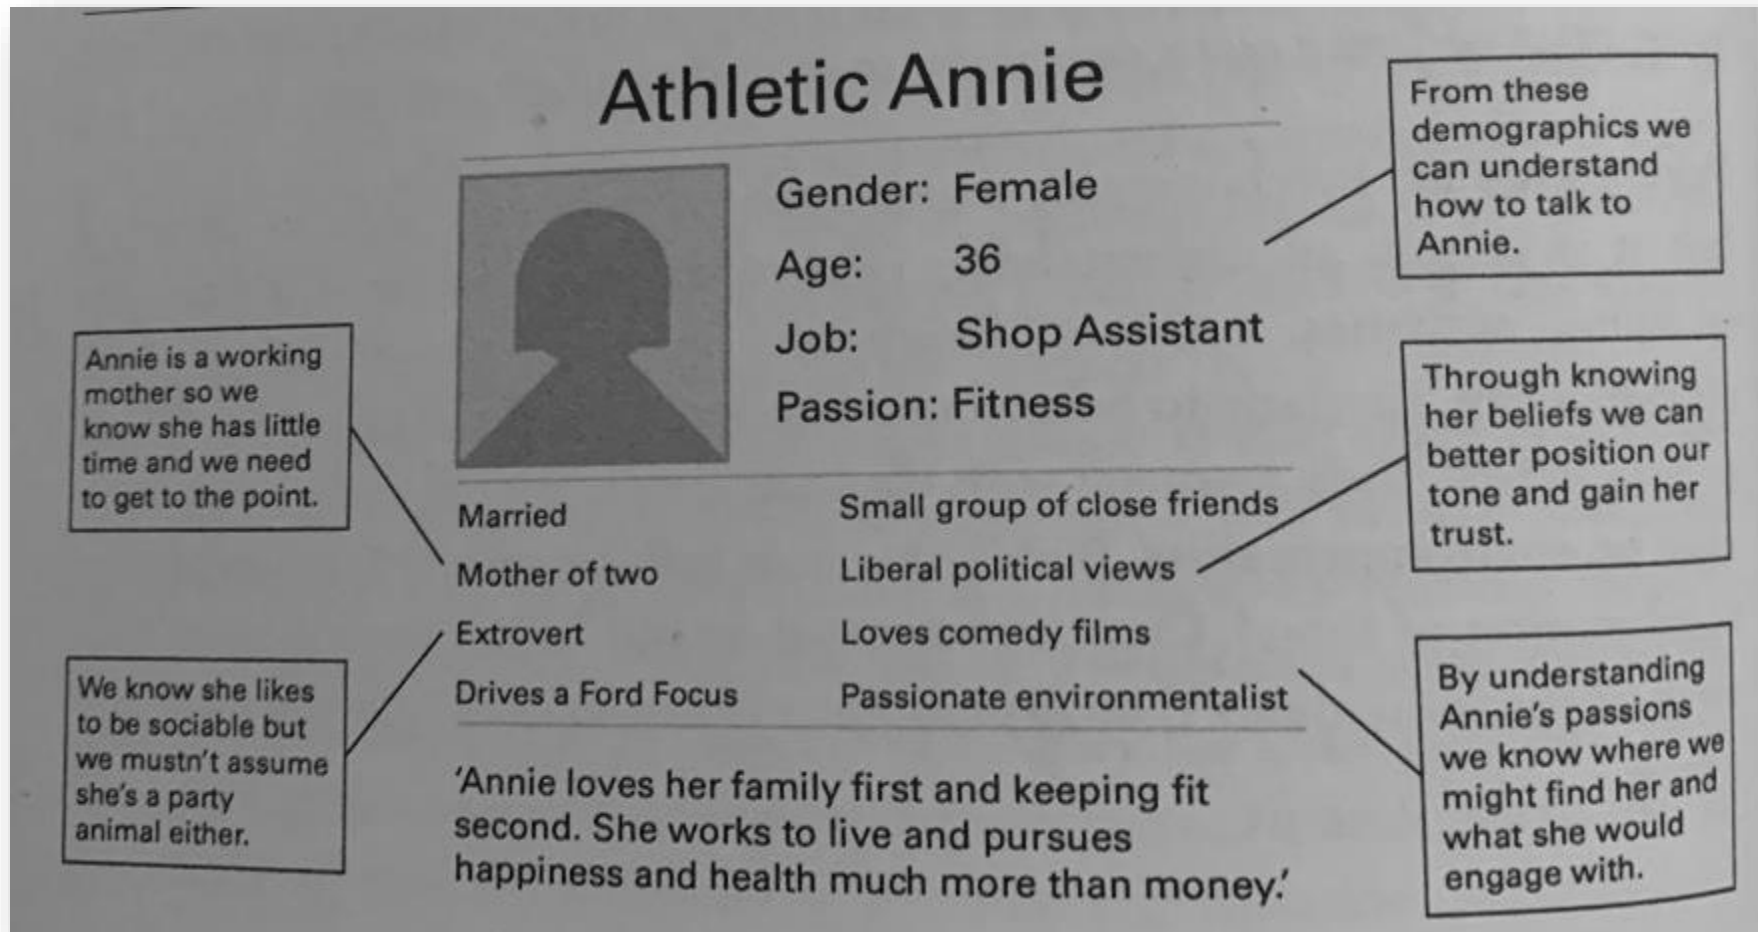 Athletic Annie
Gender: Female
Age: 36
Job: Shop Assistant
Passion: Fitness
From these
demographics we
can understand
how to talk to
Annie.
Annie is a working
mother so we
know she has little
time and we need
to get to the point.
Through knowing
her beliefs we can
better position our
tone and gain her
trust.
Married
Mother of two
Extrovert
Drives a Ford Focus
Small group of close friends
Liberal political views
Loves comedy films
Passionate environmentalist
We know she likes
to be sociable but
we mustn't assume
she's a party
animal either.
By understanding
Annie's passions
we know where we
might find her and
what she would
engage with.
'Annie loves her family first and keeping fit
second. She works to live and pursues
happiness and health much more than money.'